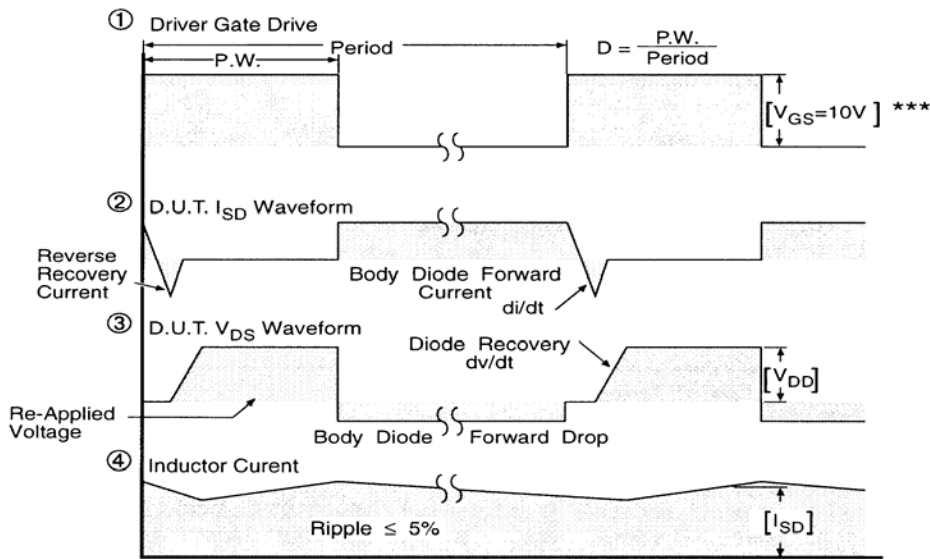 ① Driver Gate Drive
P.W.
Period
D = P.W.
Period
[VGS=10V] ***
② D.U.T. ISD Waveform
Reverse
Recovery
Current
Body Diode Forward
Current
di/dt
③ D.U.T. VDS Waveform
Diode Recovery
dv/dt
[VDD]
Re-Applied
Voltage
Body Diode Forward Drop
④ Inductor Curent
Ripple ≤ 5%
[ISD]